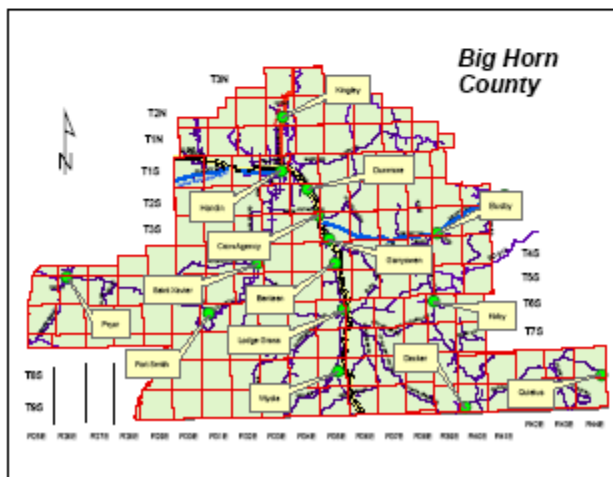 Big Horn
County
T3N
Kingley
T2N
N
T1N
T1S
Dunmore
T2S
Hardin
Busby
T3S
Crow Agency
Garryowen
T4S
Saint Xavier
Benteen
T5S
T6S
Pryor
Lodge Grass
Kirby
T7S
Fort Smith
Decker
T8S
Wyola
Quietus
T9S